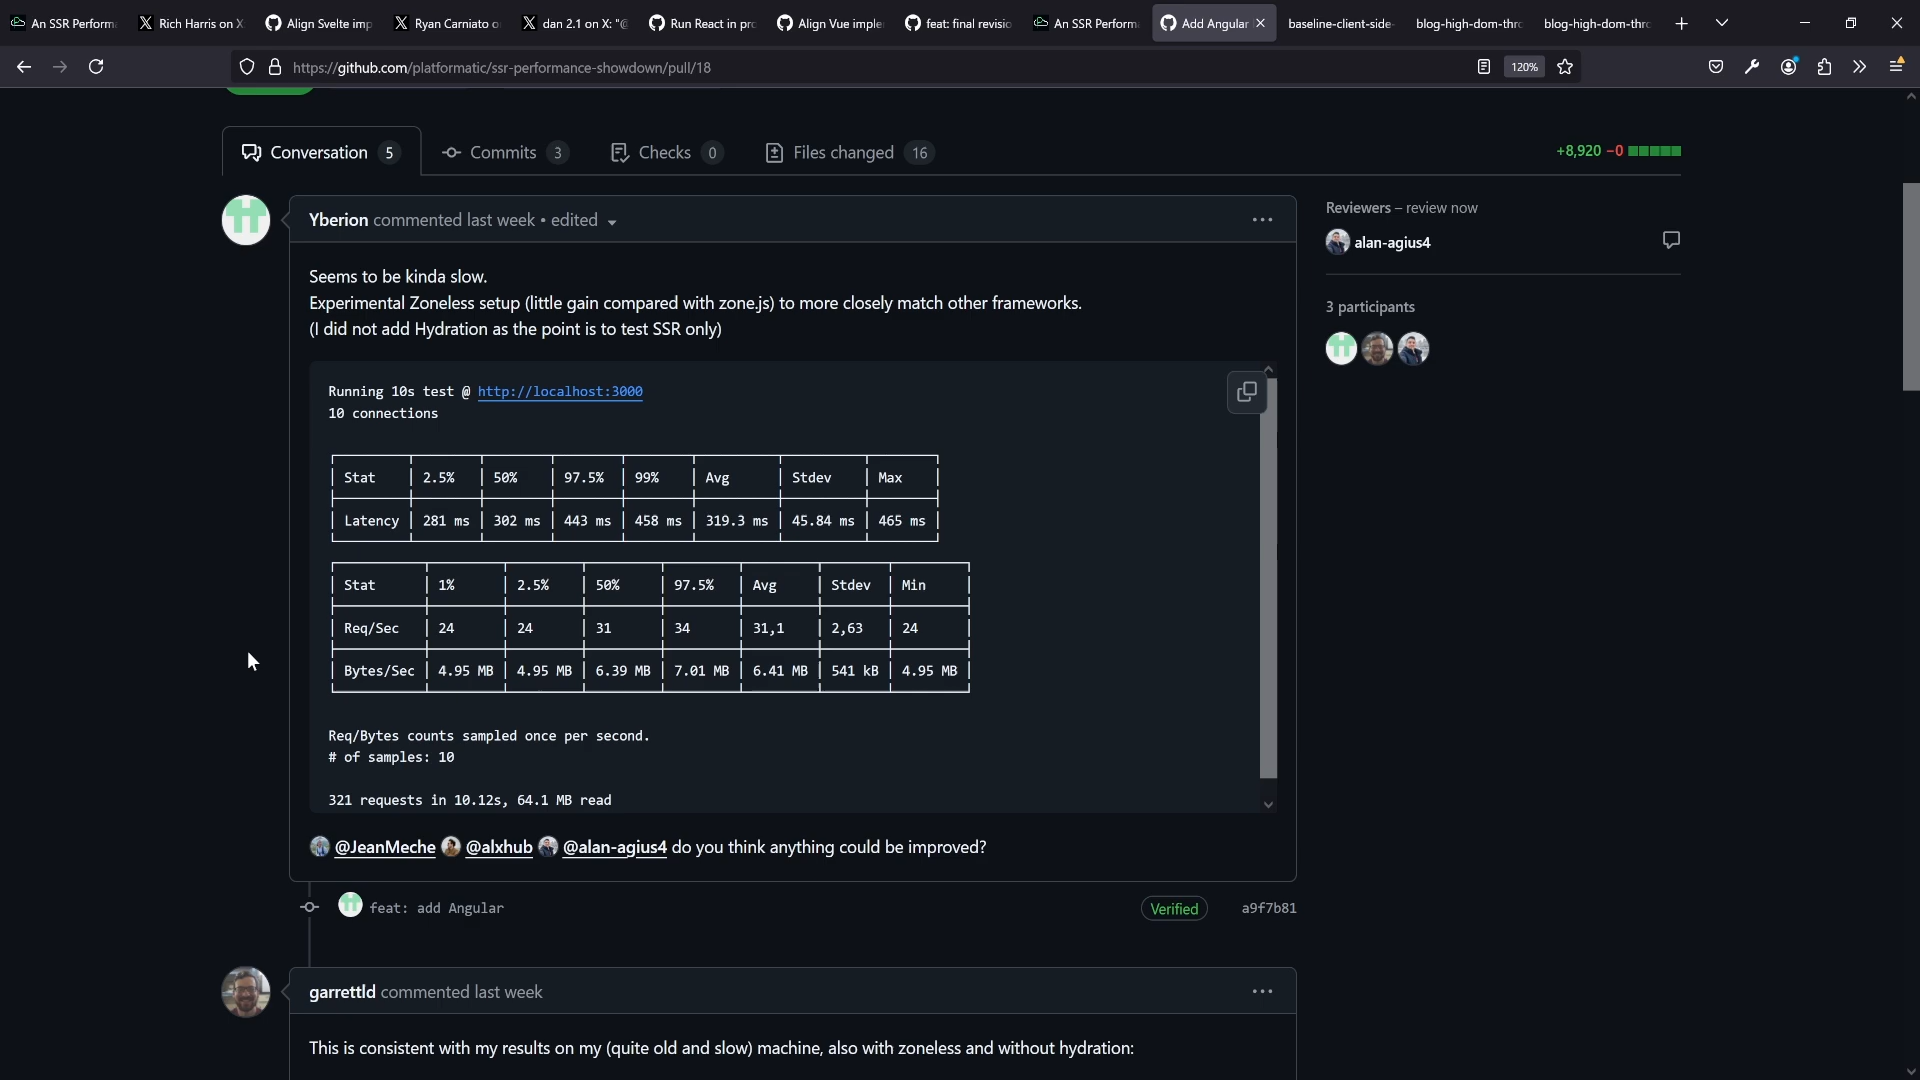 An SSR Perform
Rich Harris on X
Align Svelte imp
Ryan Carniato o
dan 2.1 on X: "@
Run React in pro
Align Vue imple
feat: final revisio
An SSR Perform
Add Angular
baseline-client-side-
blog-high-dom-thro
blog-high-dom-thro
https://github.com/platformatic/ssr-performance-showdown/pull/18
120%
Conversation 5
Commits 3
Checks 0
Files changed 16
+8,920 −0
Yberion commented last week • edited
Seems to be kinda slow.
Experimental Zoneless setup (little gain compared with zone.js) to more closely match other frameworks.
(I did not add Hydration as the point is to test SSR only)
Running 10s test @ http://localhost:3000
10 connections
Stat 2.5% 50% 97.5% 99% Avg Stdev Max
Latency 281 ms 302 ms 443 ms 458 ms 319.3 ms 45.84 ms 465 ms
Stat 1% 2.5% 50% 97.5% Avg Stdev Min
Req/Sec 24 24 31 34 31,1 2,63 24
Bytes/Sec 4.95 MB 4.95 MB 6.39 MB 7.01 MB 6.41 MB 541 kB 4.95 MB
Req/Bytes counts sampled once per second.
# of samples: 10
321 requests in 10.12s, 64.1 MB read
@JeanMeche @alxhub @alan-agius4 do you think anything could be improved?
feat: add Angular
Verified a9f7b81
garrettld commented last week
This is consistent with my results on my (quite old and slow) machine, also with zoneless and without hydration:
Reviewers – review now
alan-agius4
3 participants